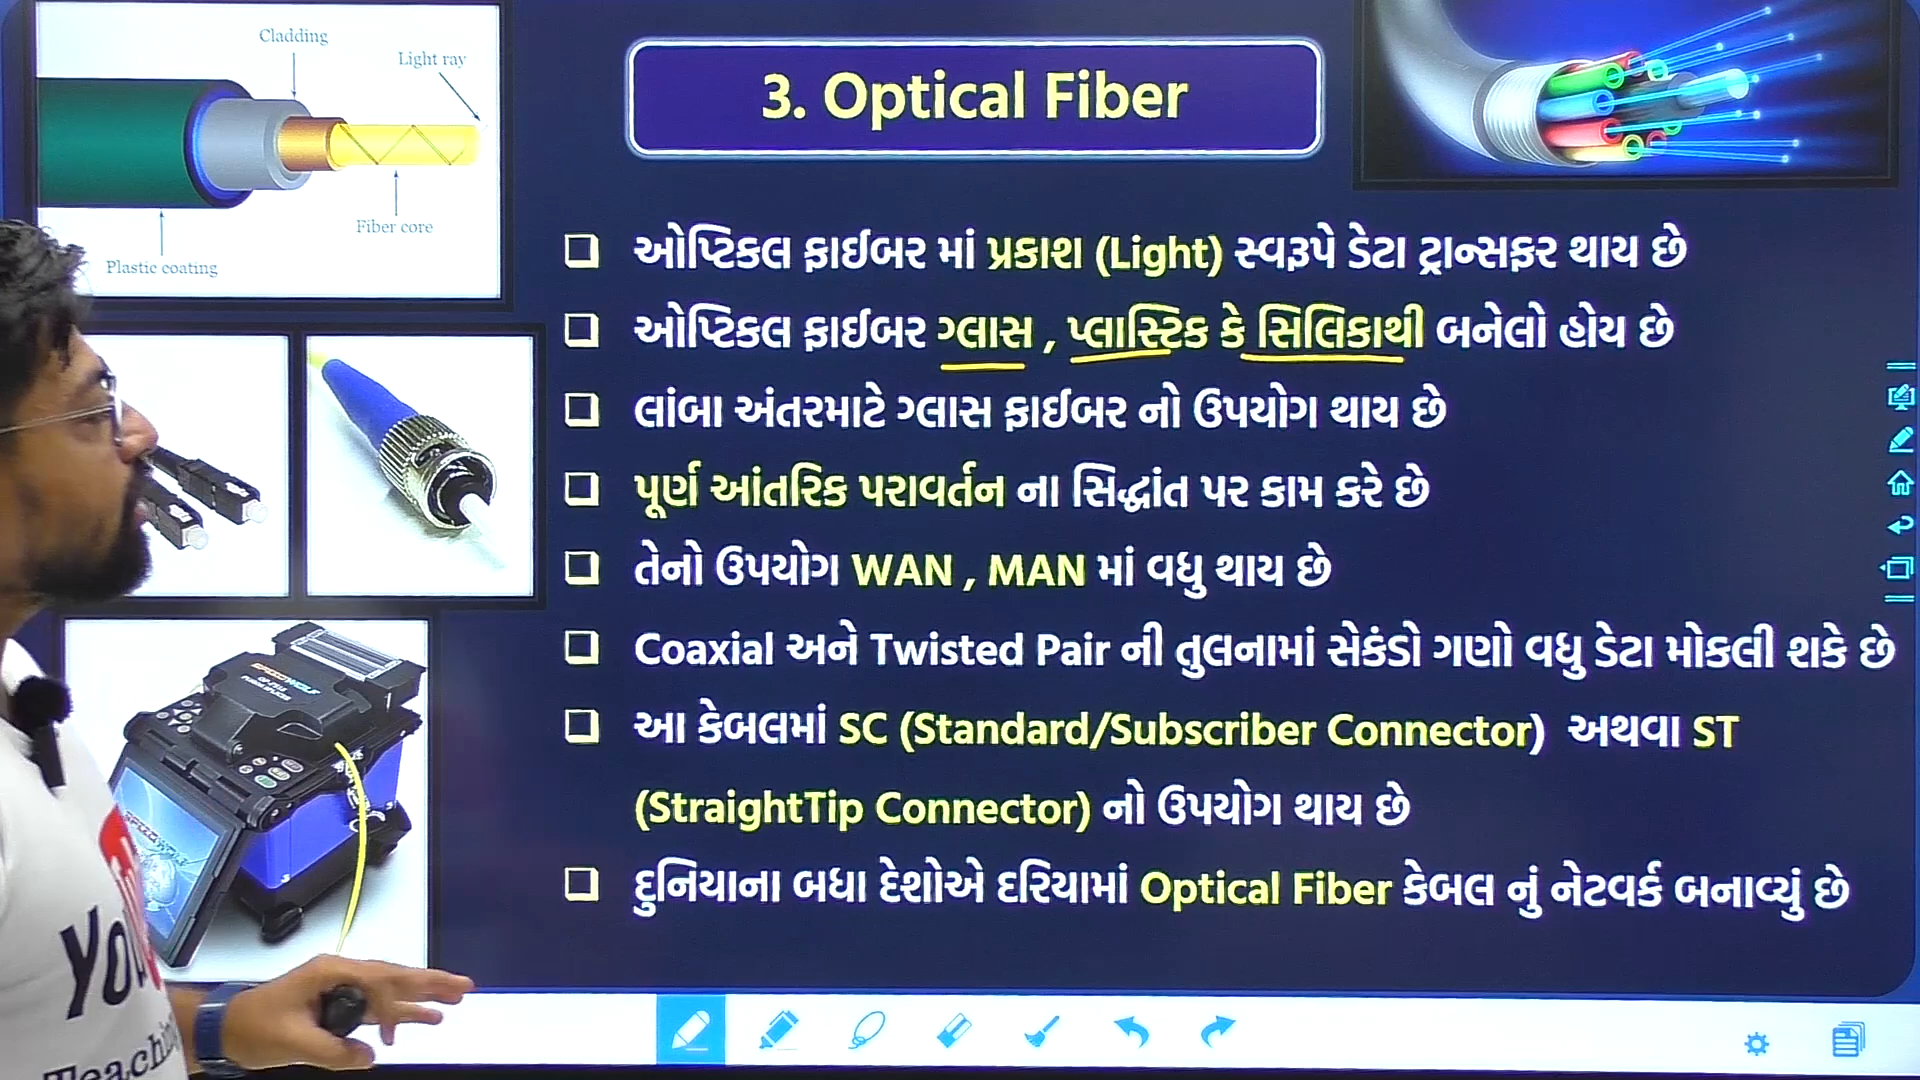 Cladding
Light ray
Fiber core
Plastic coating
3. Optical Fiber
❑ ઓપ્ટિકલ ફાઈબર માં પ્રકાશ (Light) સ્વરૂપે ડેટા ટ્રાન્સફર થાય છે
❑ ઓપ્ટિકલ ફાઈબર ગ્લાસ , પ્લાસ્ટિક કે સિલિકાથી બનેલો હોય છે
❑ લાંબા અંતરમાટે ગ્લાસ ફાઈબર નો ઉપયોગ થાય છે
❑ પૂર્ણ આંતરિક પરાવર્તન ના સિદ્ધાંત પર કામ કરે છે
❑ તેનો ઉપયોગ WAN , MAN માં વધુ થાય છે
❑ Coaxial અને Twisted Pair ની તુલનામાં સેકંડો ગણો વધુ ડેટા મોકલી શકે છે
❑ આ કેબલમાં SC (Standard/Subscriber Connector) અથવા ST
(StraightTip Connector) નો ઉપયોગ થાય છે
❑ દુનિયાના બધા દેશોએ દરિયામાં Optical Fiber કેબલ નું નેટવર્ક બનાવ્યું છે